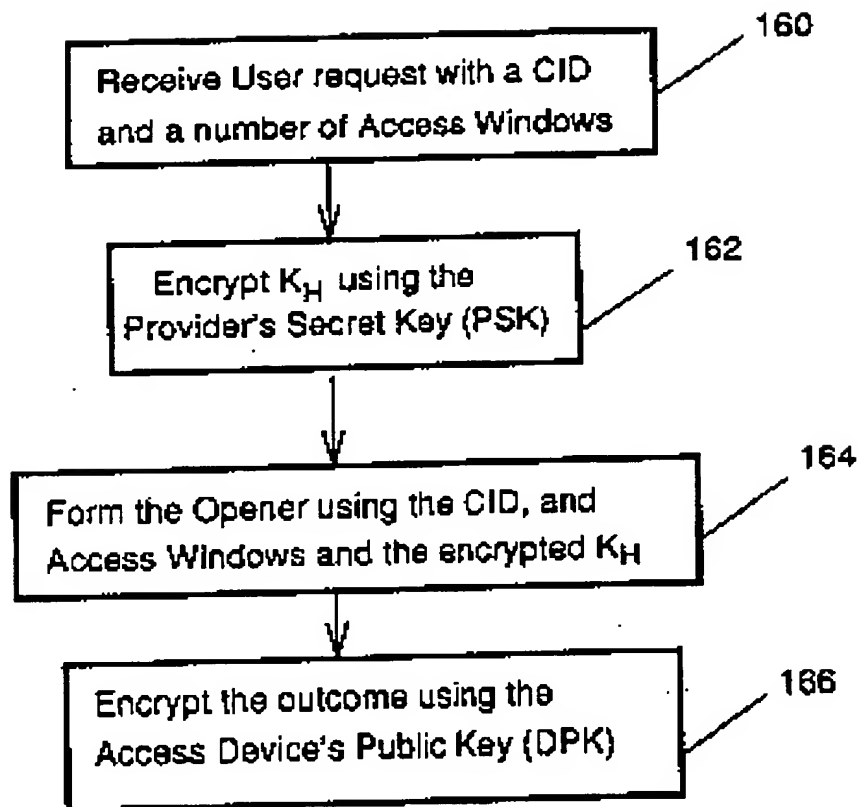 160
Receive User request with a CID
and a number of Access Windows
162
Encrypt K_H using the
Provider's Secret Key (PSK)
164
Form the Opener using the CID, and
Access Windows and the encrypted K_H
166
Encrypt the outcome using the
Access Device's Public Key (DPK)